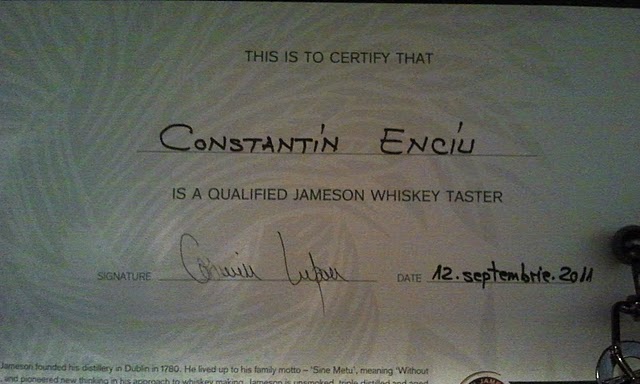 THIS IS TO CERTIFY THAT
CONSTANTIN ENCIU
IS A QUALIFIED JAMESON WHISKEY TASTER
SIGNATURE DATE 12.septembrie.2011
Jameson founded his distillery in Dublin in 1780. He lived up to his family motto – 'Sine Metu', meaning 'Without
and pioneered new thinking in his approach to whiskey making. Jameson is unsmoked, triple distilled and aged